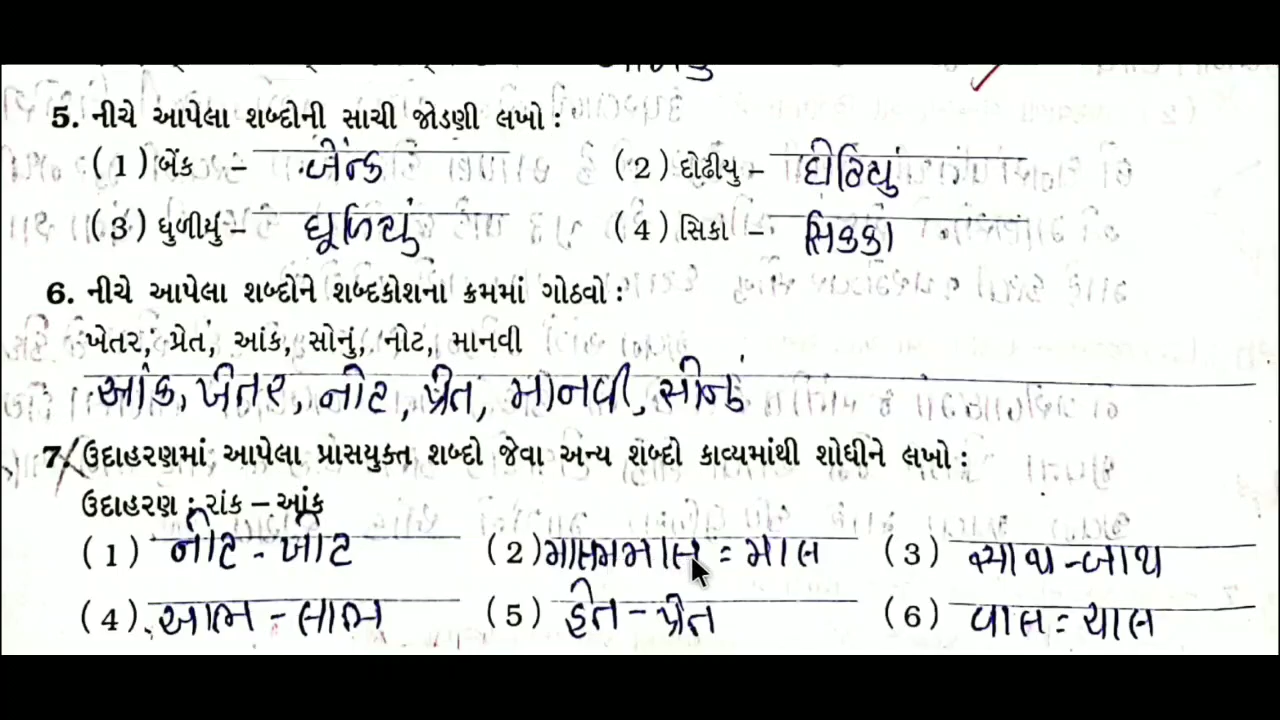 5. નીચે આપેલા શબ્દોની સાચી જોડણી લખો :
(1) બેંક – બેન્ક (2) દોઢીયુ – દોઢિયું
(3) ધુળીયુ – ધૂળિયું (4) સિકો – સિક્કો
6. નીચે આપેલા શબ્દોને શબ્દકોશના ક્રમમાં ગોઠવો :
ખેતર, પ્રેત, આંક, સોનું, નોટ, માનવી
આંક, ખેતર, નોટ, પ્રેત, માનવી, સોનું
7. ઉદાહરણમાં આપેલા પ્રાસયુક્ત શબ્દો જેવા અન્ય શબ્દો કાવ્યમાંથી શોધીને લખો :
ઉદાહરણ : રાંક – આંક
(1) નોટ - ખોટ (2) માલમમાલ = માલ (3) સાથ - બાથ
(4) આભ - લાભ (5) હેત - પ્રેત (6) વાલ = ચાલ